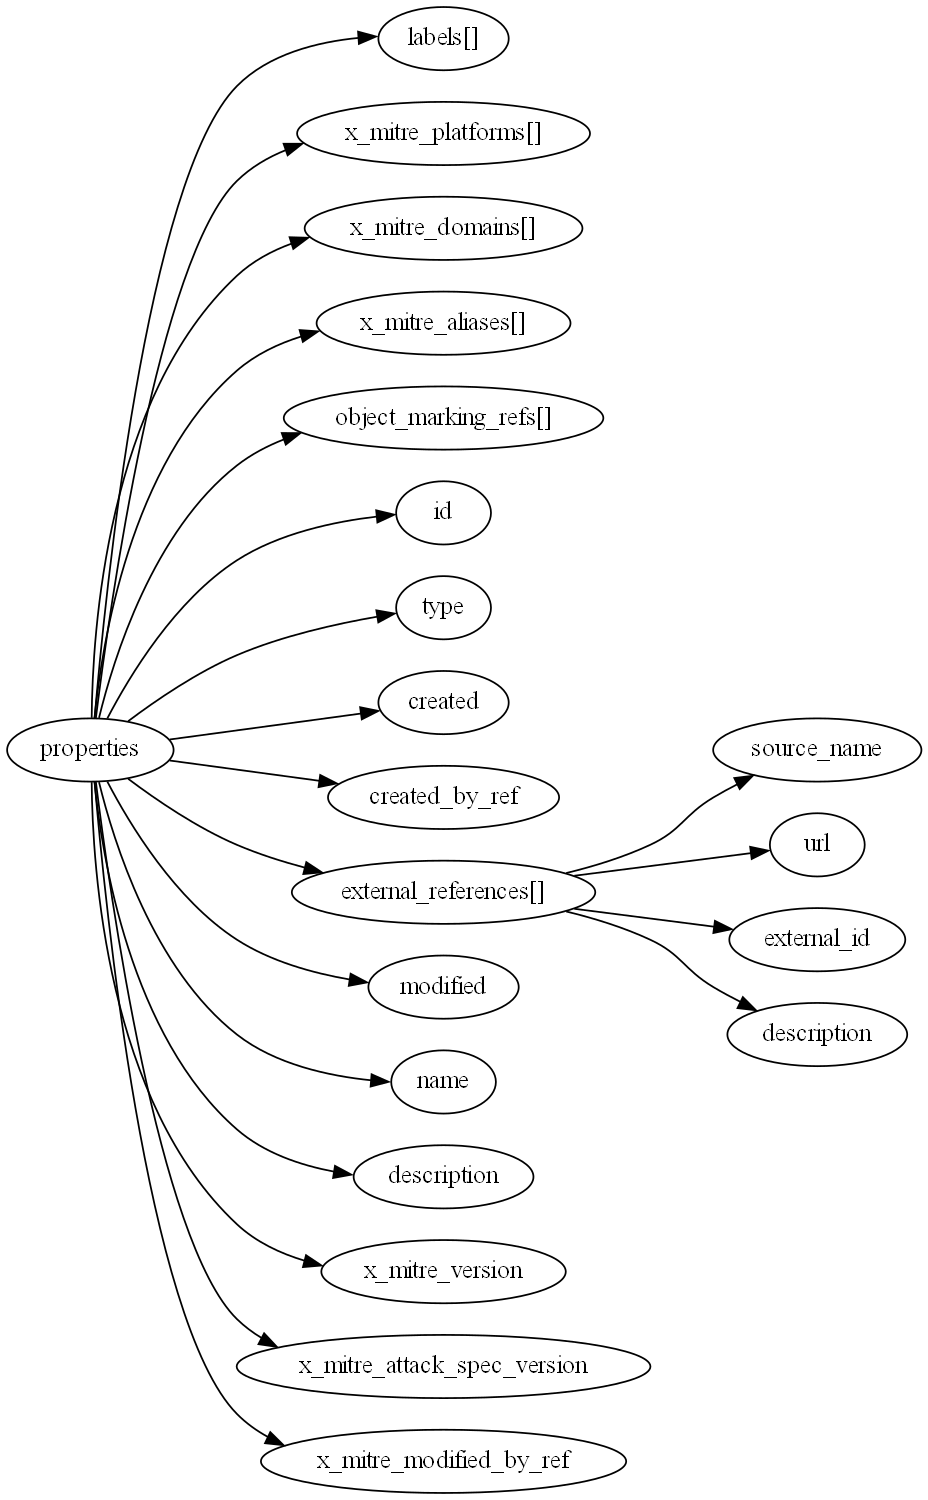 labels[]
x_mitre_platforms[]
x_mitre_domains[]
x_mitre_aliases[]
object_marking_refs[]
id
type
created
properties
source_name
created_by_ref
url
external_references[]
external_id
modified
description
name
description
x_mitre_version
x_mitre_attack_spec_version
x_mitre_modified_by_ref